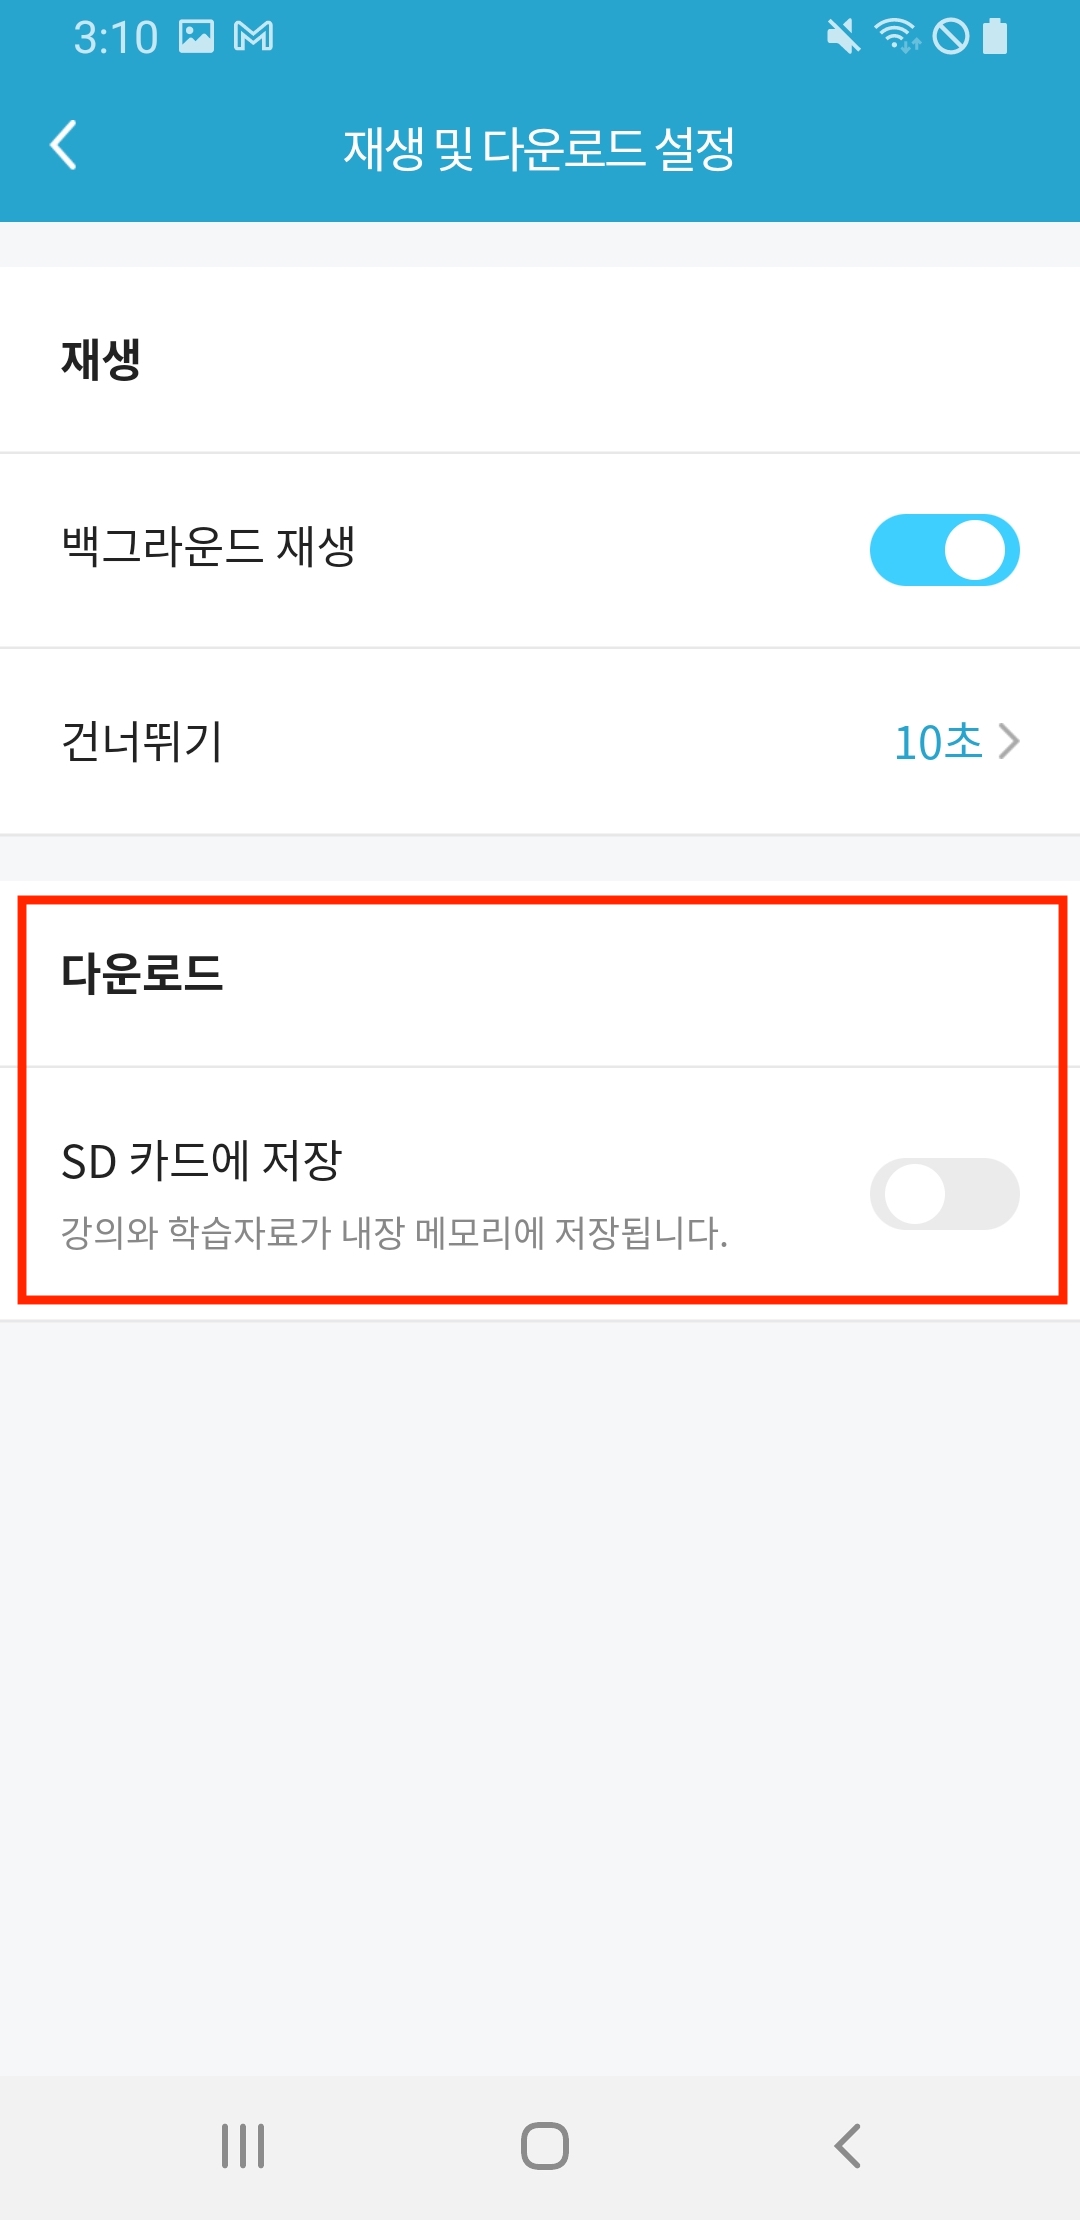 3:10
재생 및 다운로드 설정
재생
백그라운드 재생
건너뛰기 10초
다운로드
SD 카드에 저장
강의와 학습자료가 내장 메모리에 저장됩니다.